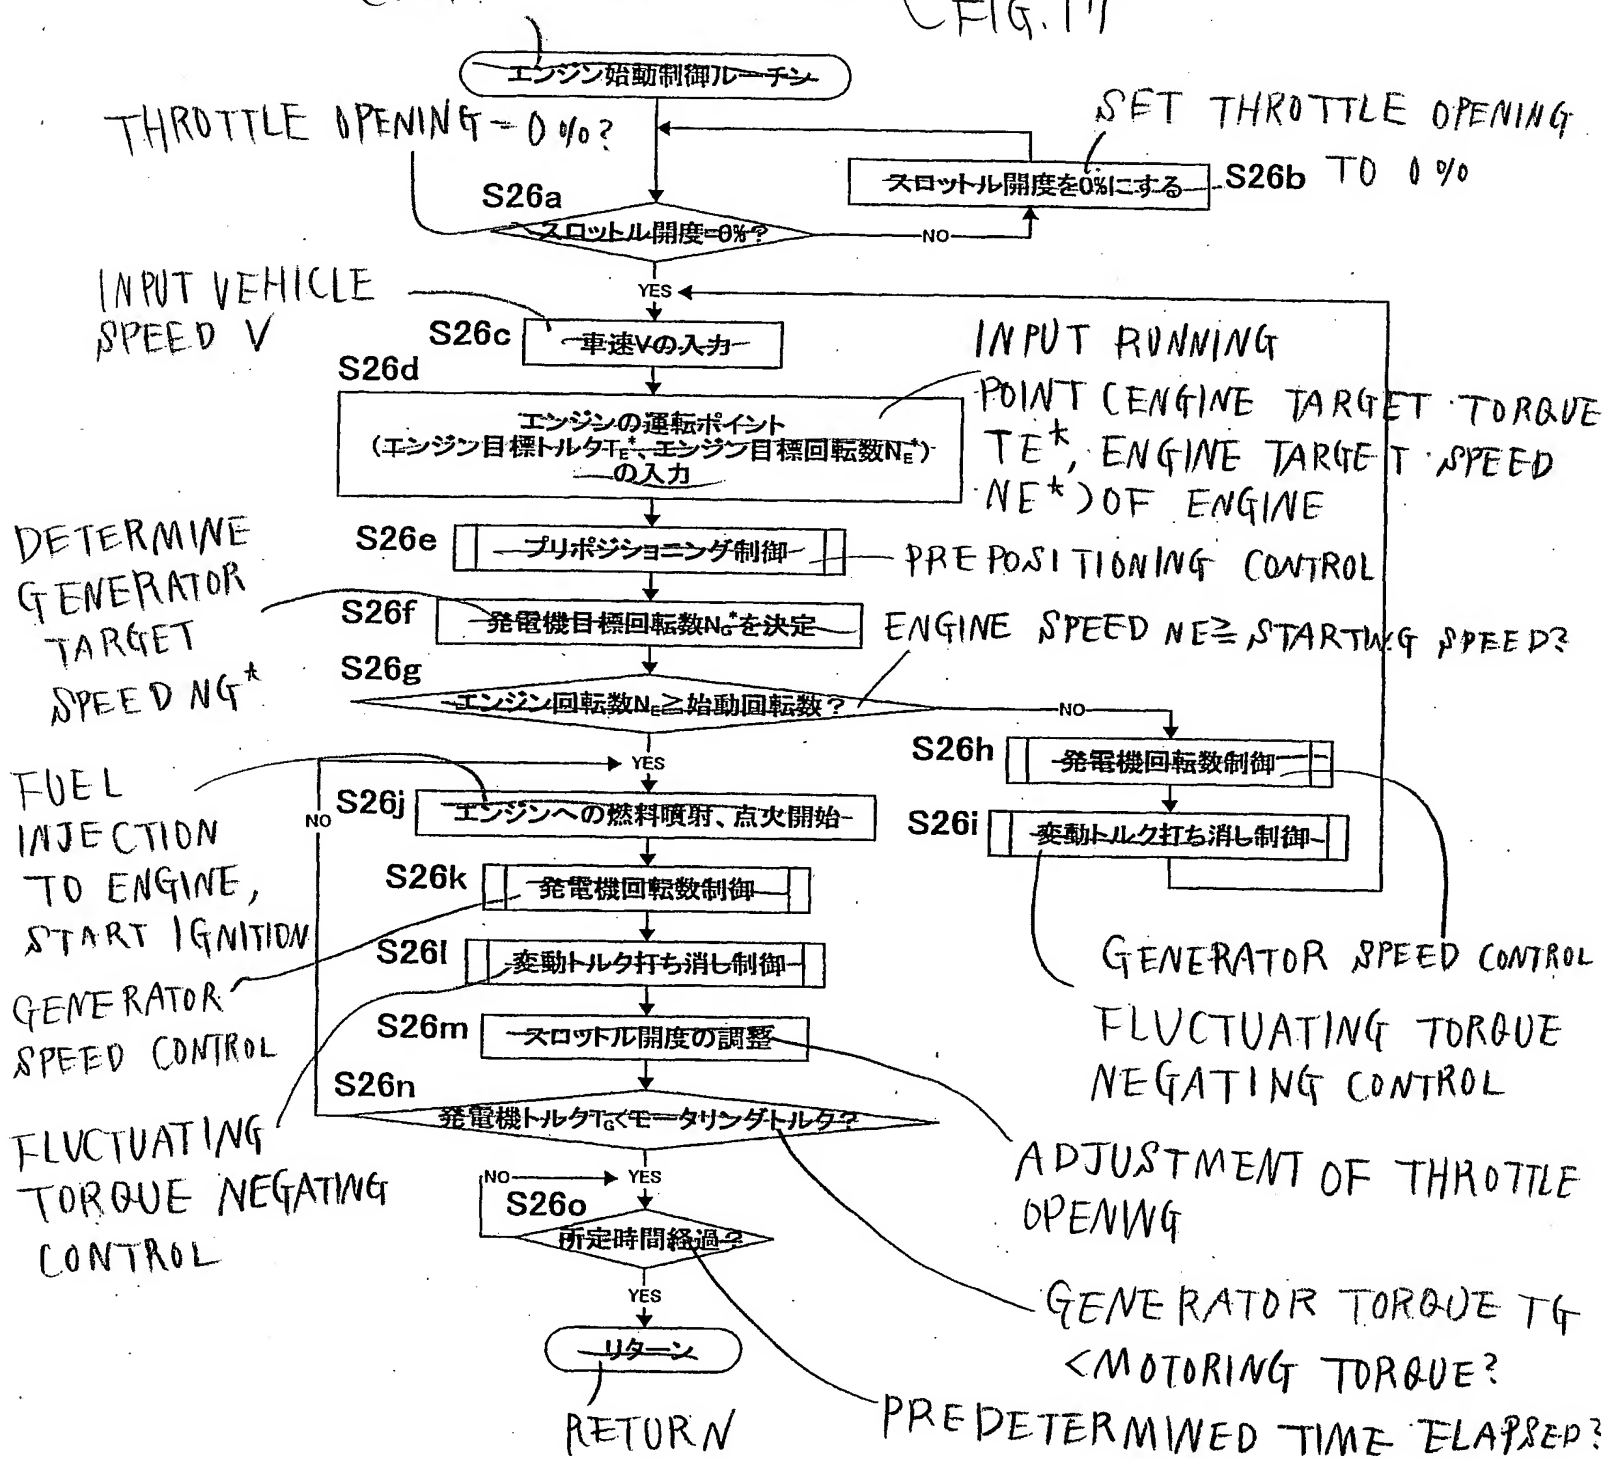 FIG. 17
エンジン始動制御ルーチン
THROTTLE OPENING=0%?
SET THROTTLE OPENING
TO 0%
スロットル開度を0%にする
S26b
S26a
スロットル開度=0%?
NO
INPUT VEHICLE
SPEED V
YES
S26c
車速Vの入力
S26d
エンジンの運転ポイント
(エンジン目標トルクTE*、エンジン目標回転数NE*)
の入力
INPUT RUNNING
POINT (ENGINE TARGET TORQUE
TE*, ENGINE TARGET SPEED
NE*) OF ENGINE
S26e
プリポジショニング制御
PREPOSITIONING CONTROL
DETERMINE
GENERATOR
TARGET
SPEED NG*
S26f
発電機目標回転数NG*を決定
ENGINE SPEED NE≧STARTING SPEED?
S26g
エンジン回転数NE≧始動回転数?
NO
YES
S26h
発電機回転数制御
S26i
変動トルク打ち消し制御
FUEL
INJECTION
TO ENGINE,
START IGNITION
NO
S26j
エンジンへの燃料噴射、点火開始
S26k
発電機回転数制御
GENERATOR SPEED CONTROL
FLUCTUATING TORQUE
NEGATING CONTROL
GENERATOR
SPEED CONTROL
S26l
変動トルク打ち消し制御
S26m
スロットル開度の調整
S26n
発電機トルクTG<モータリングトルク?
FLUCTUATING
TORQUE NEGATING
CONTROL
ADJUSTMENT OF THROTTLE
OPENING
NO
YES
S26o
所定時間経過?
YES
GENERATOR TORQUE TG
<MOTORING TORQUE?
リターン
PREDETERMINED TIME ELAPSED?
RETURN